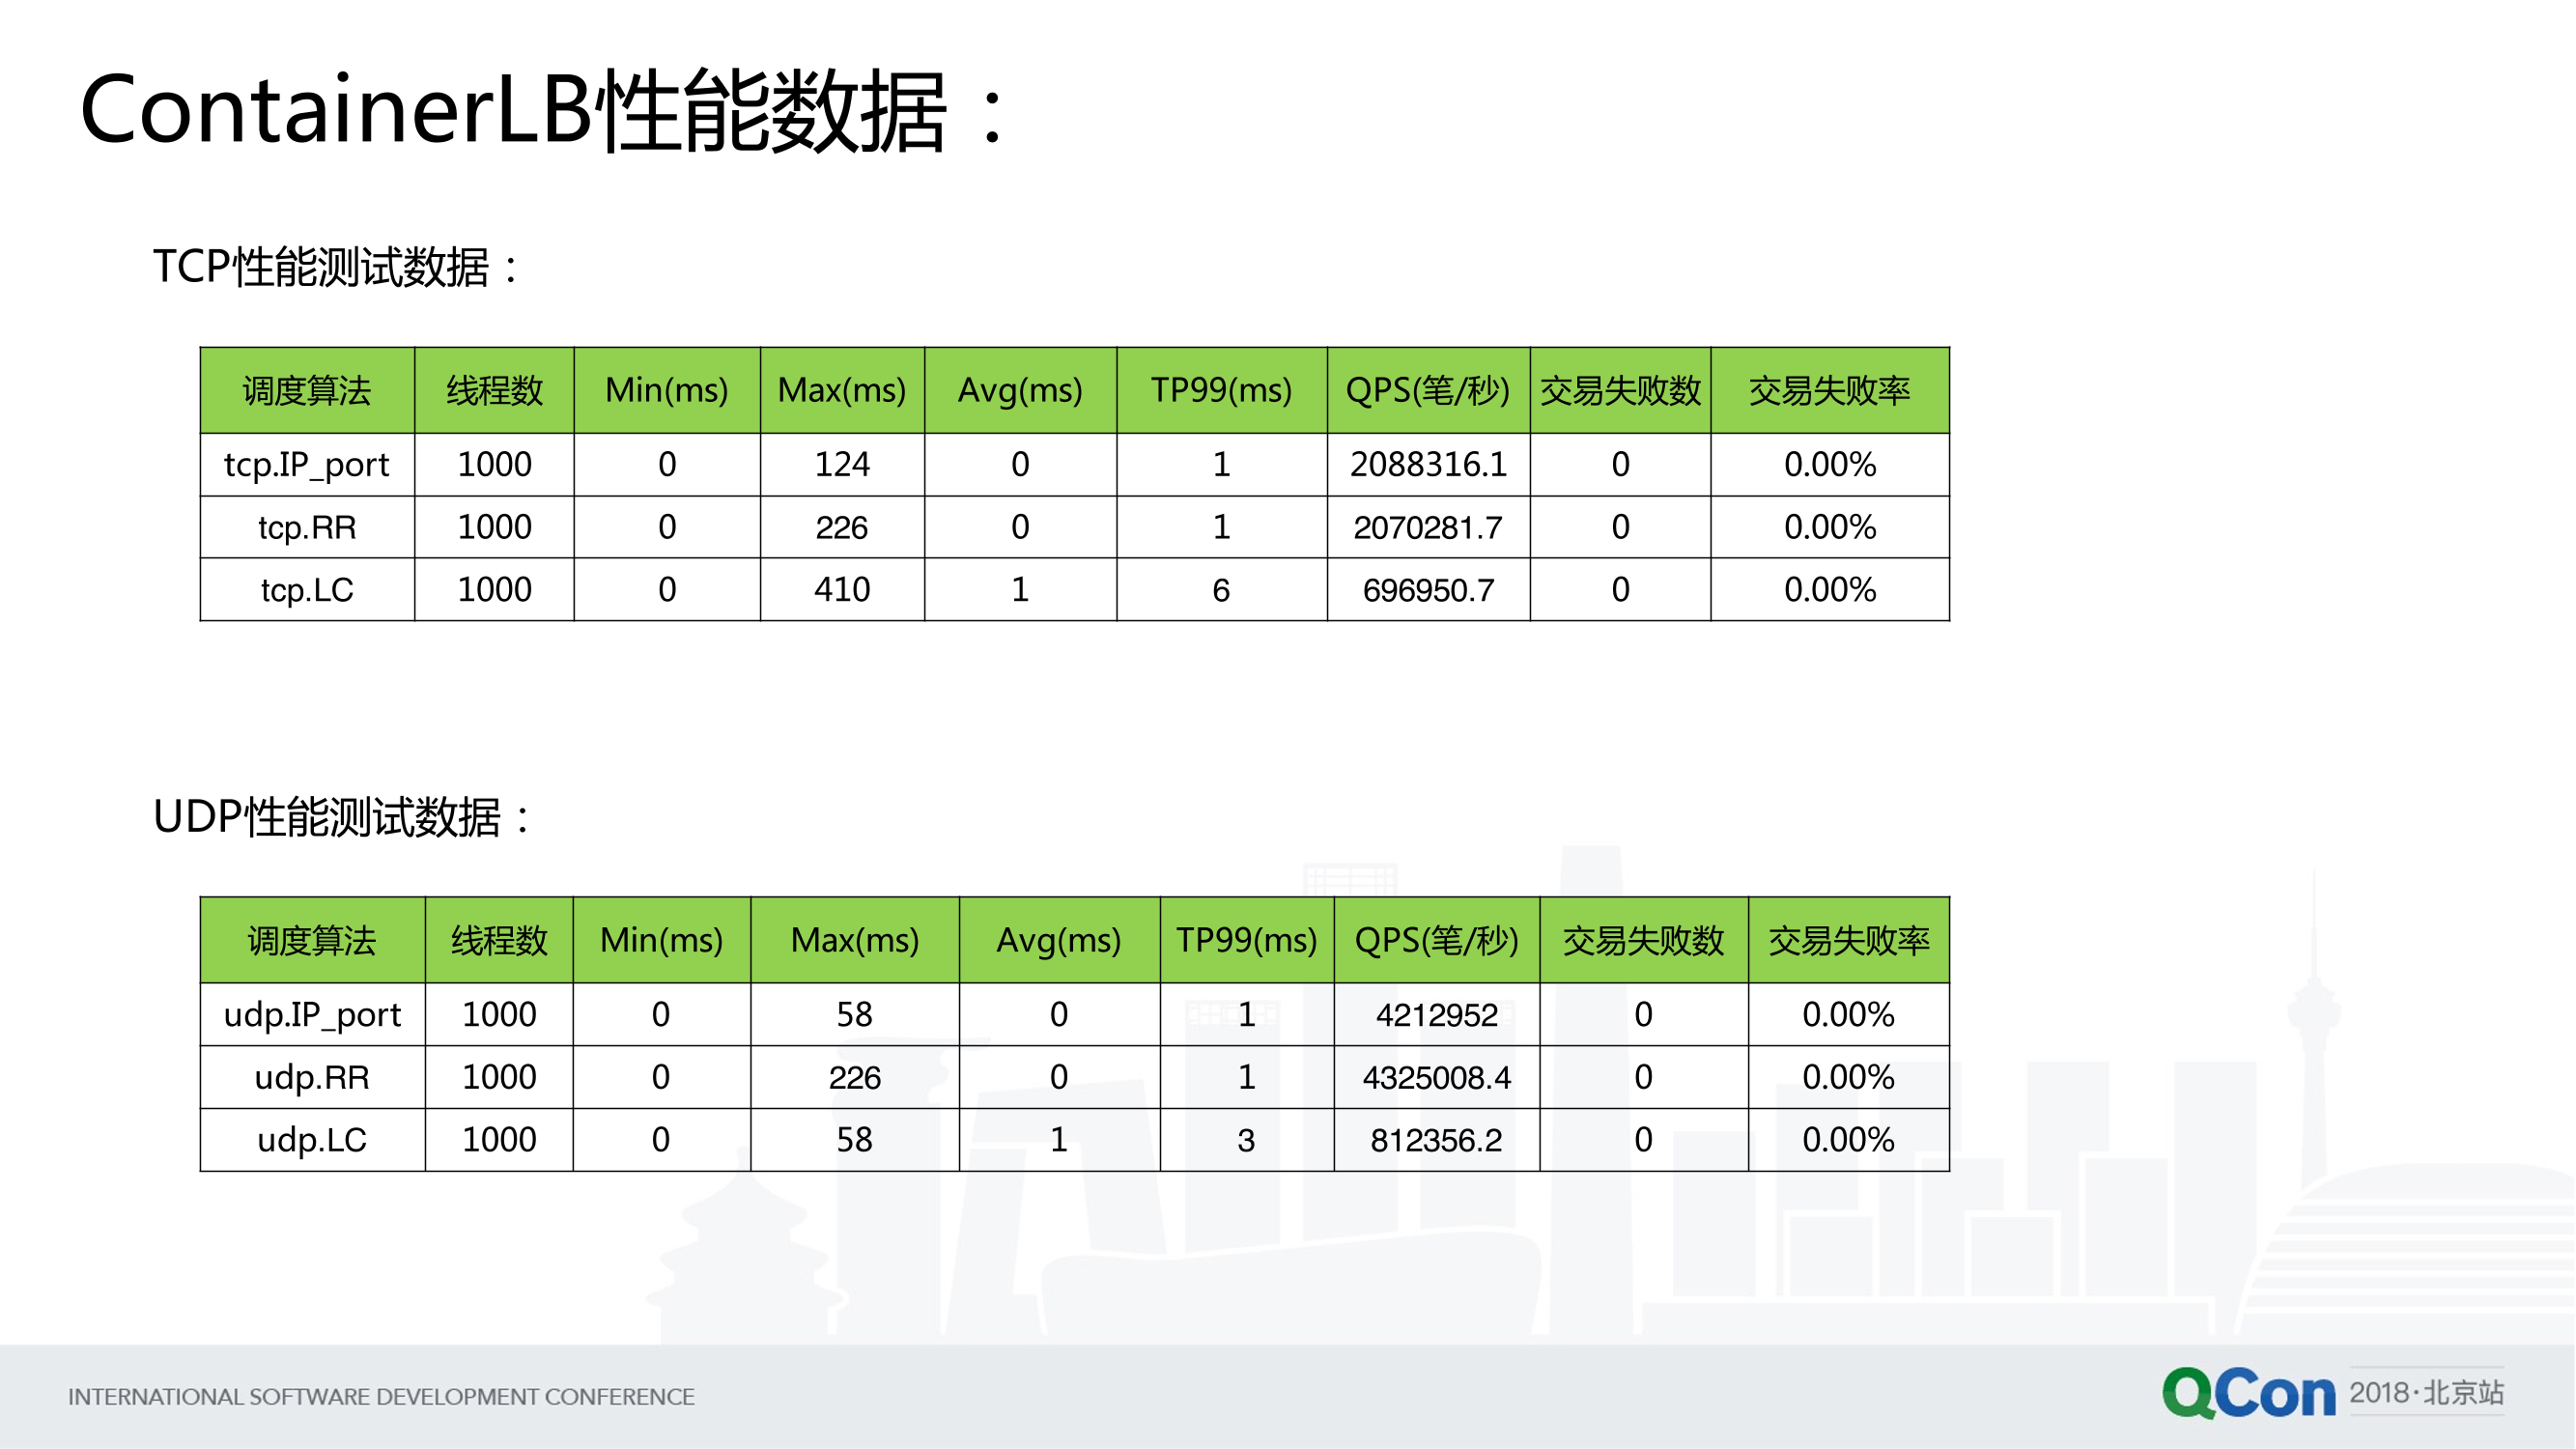 ContainerLB性能数据：
TCP性能测试数据：
调度算法 线程数 Min(ms) Max(ms) Avg(ms) TP99(ms) QPS(笔/秒) 交易失败数 交易失败率
tcp.IP_port 1000 0 124 0 1 2088316.1 0 0.00%
tcp.RR 1000 0 226 0 1 2070281.7 0 0.00%
tcp.LC 1000 0 410 1 6 696950.7 0 0.00%
UDP性能测试数据：
调度算法 线程数 Min(ms) Max(ms) Avg(ms) TP99(ms) QPS(笔/秒) 交易失败数 交易失败率
udp.IP_port 1000 0 58 0 1 4212952 0 0.00%
udp.RR 1000 0 226 0 1 4325008.4 0 0.00%
udp.LC 1000 0 58 1 3 812356.2 0 0.00%
INTERNATIONAL SOFTWARE DEVELOPMENT CONFERENCE
QCon 2018·北京站